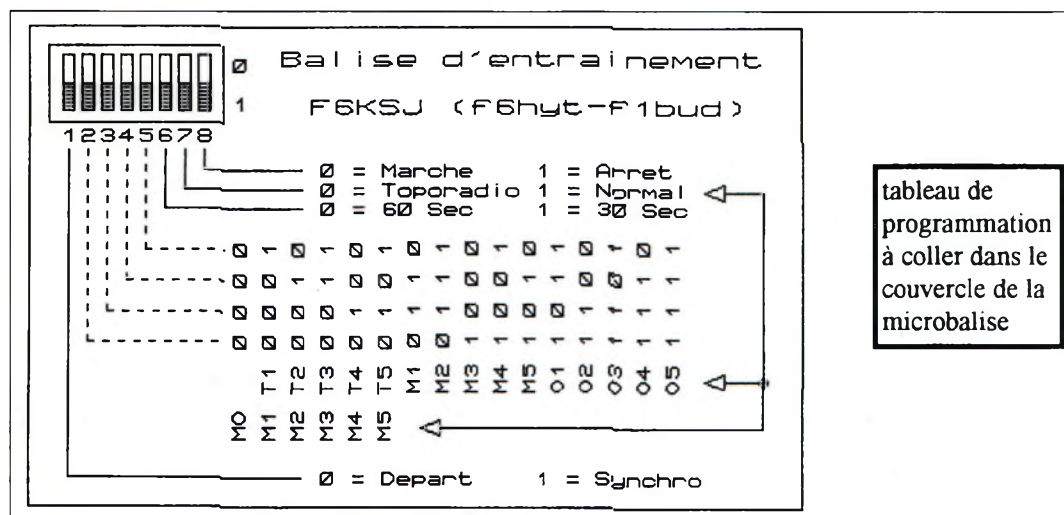 Ø Balise d'entrainement
1 F6KSJ (f6hyt-f1bud)
12345678
Ø = Marche 1 = Arret
Ø = Toporadio 1 = Normal
Ø = 6Ø Sec 1 = 3Ø Sec
Ø 1 Ø 1 Ø 1 Ø 1 Ø 1 Ø 1 Ø 1 Ø 1
Ø Ø 1 1 Ø Ø 1 1 Ø Ø 1 1 Ø Ø 1 1
Ø Ø Ø Ø 1 1 1 1 Ø Ø Ø Ø 1 1 1 1
Ø Ø Ø Ø Ø Ø Ø Ø 1 1 1 1 1 1 1 1
T1 T2 T3 T4 T5 M1 M2 M3 M4 M5 O1 O2 O3 O4 O5
MO M1 M2 M3 M4 M5
Ø = Depart 1 = Synchro
tableau de
programmation
à coller dans le
couvercle de la
microbalise